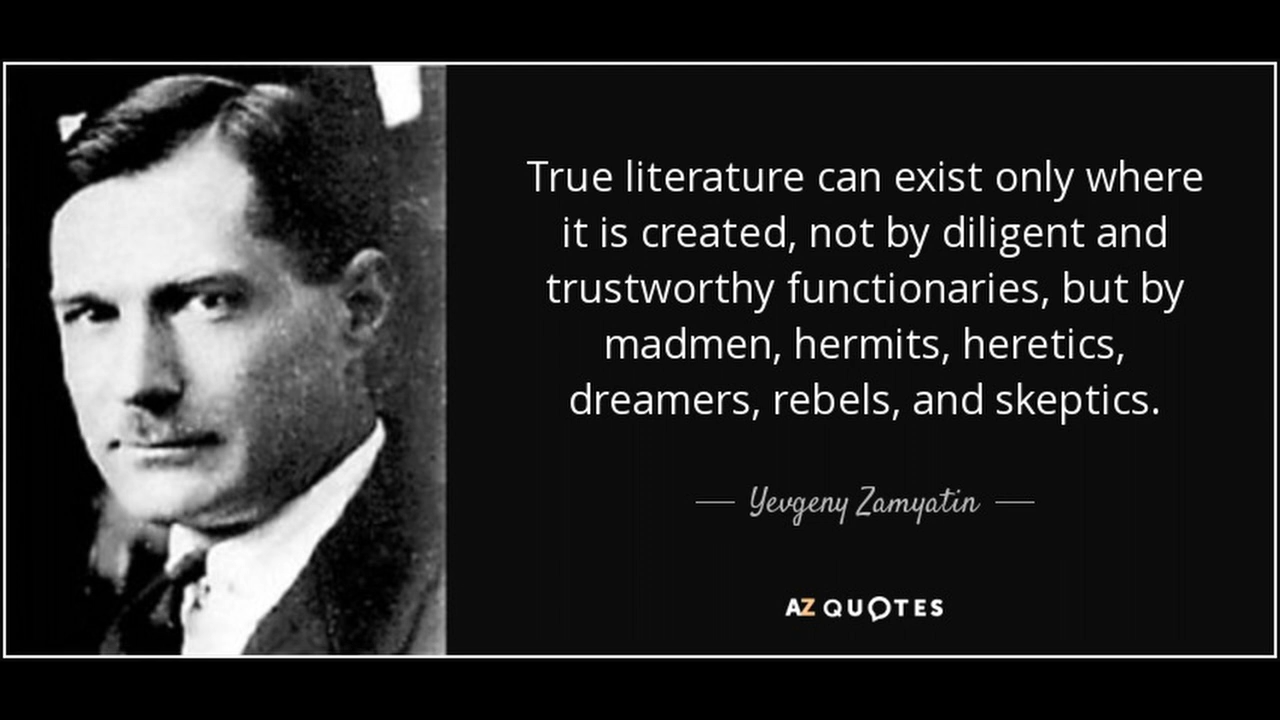 True literature can exist only where
it is created, not by diligent and
trustworthy functionaries, but by
madmen, hermits, heretics,
dreamers, rebels, and skeptics.
Yevgeny Zamyatin
AZ QUOTES